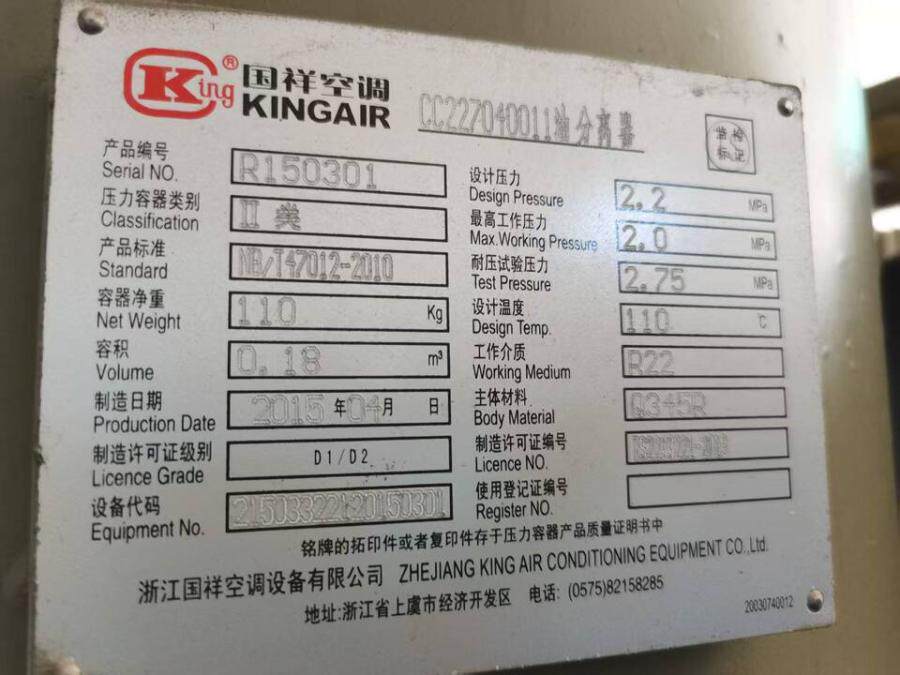 King® 国祥空调 KINGAIR
CC227040011油分离器
监检标记
产品编号 Serial NO. R150301
压力容器类别 Classification II 类
产品标准 Standard NB/T47012-2010
容器净重 Net Weight 110 Kg
容积 Volume 0.18 m³
制造日期 Production Date 2015 年 04 月 日
制造许可证级别 Licence Grade D1/D2
设备代码 Equipment No. 21503322120150301
设计压力 Design Pressure 2.2 MPa
最高工作压力 Max.Working Pressure 2.0 MPa
耐压试验压力 Test Pressure 2.75 MPa
设计温度 Design Temp. 110 ℃
工作介质 Working Medium R22
主体材料 Body Material Q345R
制造许可证编号 Licence NO.
使用登记证编号 Register NO.
铭牌的拓印件或者复印件存于压力容器产品质量证明书中
浙江国祥空调设备有限公司 ZHEJIANG KING AIR CONDITIONING EQUIPMENT CO.,Ltd.
地址:浙江省上虞市经济开发区 电话: (0575)82158285
20030740012